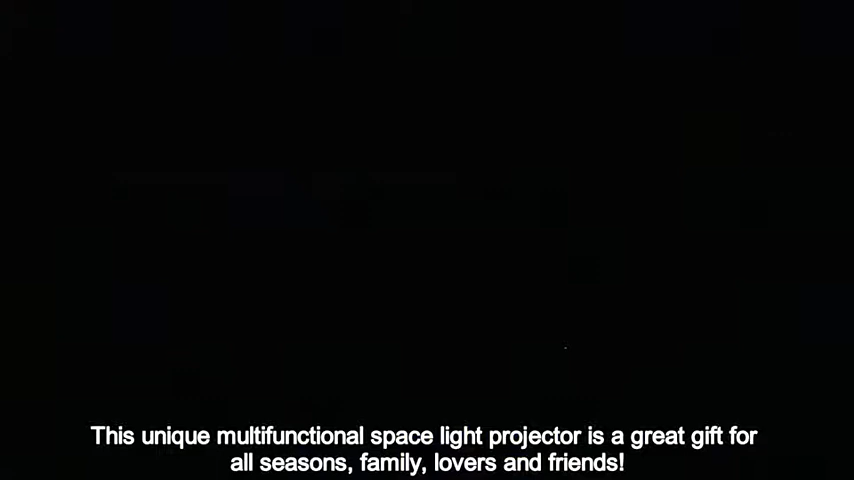 This unique multifunctional space light projector is a great gift for
all seasons, family, lovers and friends!